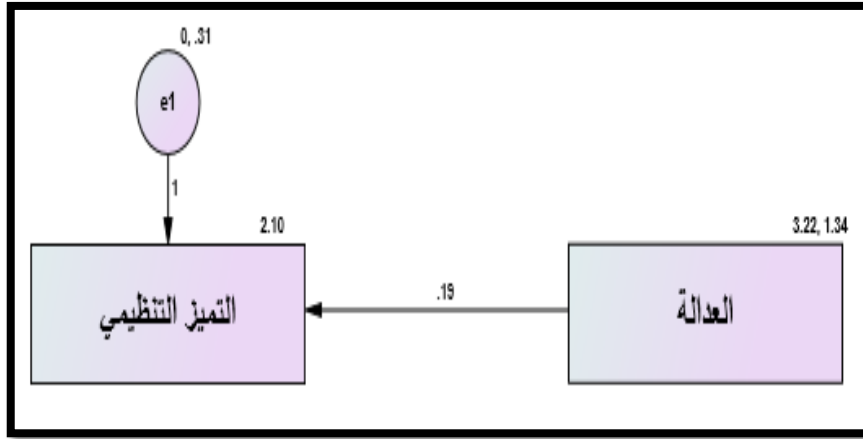 0, .31
e1
1
2.10
3.22, 1.34
.19
التميز التنظيمي
العدالة